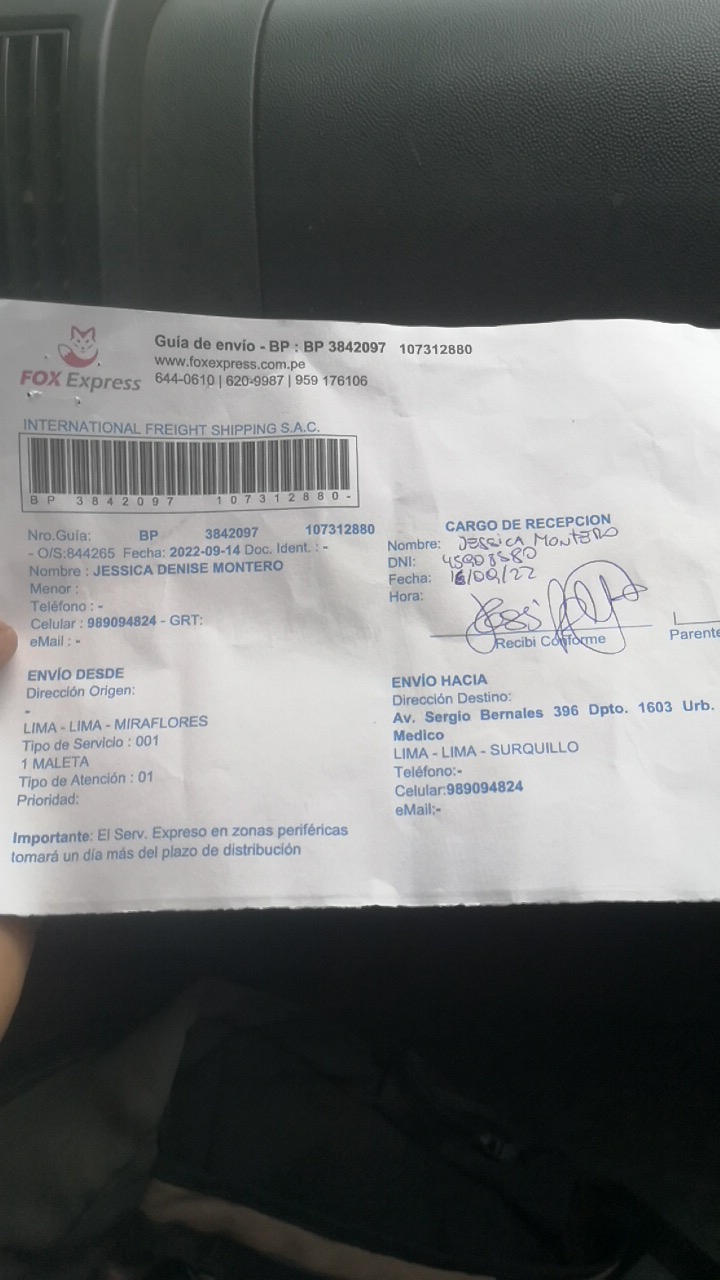 FOX Express
Guía de envío - BP : BP 3842097 107312880
www.foxexpress.com.pe
644-0610 | 620-9987 | 959 176106
INTERNATIONAL FREIGHT SHIPPING S.A.C.
BP 3842097 107312880-
Nro.Guía: BP 3842097 107312880
- O/S:844265 Fecha: 2022-09-14 Doc. Ident. : -
Nombre : JESSICA DENISE MONTERO
Menor :
Teléfono : -
Celular : 989094824 - GRT:
eMail : -
CARGO DE RECEPCION
Nombre: JESSICA MONTERO
DNI:
Fecha: 16/09/22
Hora:
Recibi Conforme
Parente
ENVÍO DESDE
Dirección Origen:
-
LIMA - LIMA - MIRAFLORES
Tipo de Servicio : 001
1 MALETA
Tipo de Atención : 01
Prioridad:
ENVÍO HACIA
Dirección Destino:
Av. Sergio Bernales 396 Dpto. 1603 Urb.
Medico
LIMA - LIMA - SURQUILLO
Teléfono:-
Celular:989094824
eMail:-
Importante: El Serv. Expreso en zonas periféricas
tomará un día más del plazo de distribución